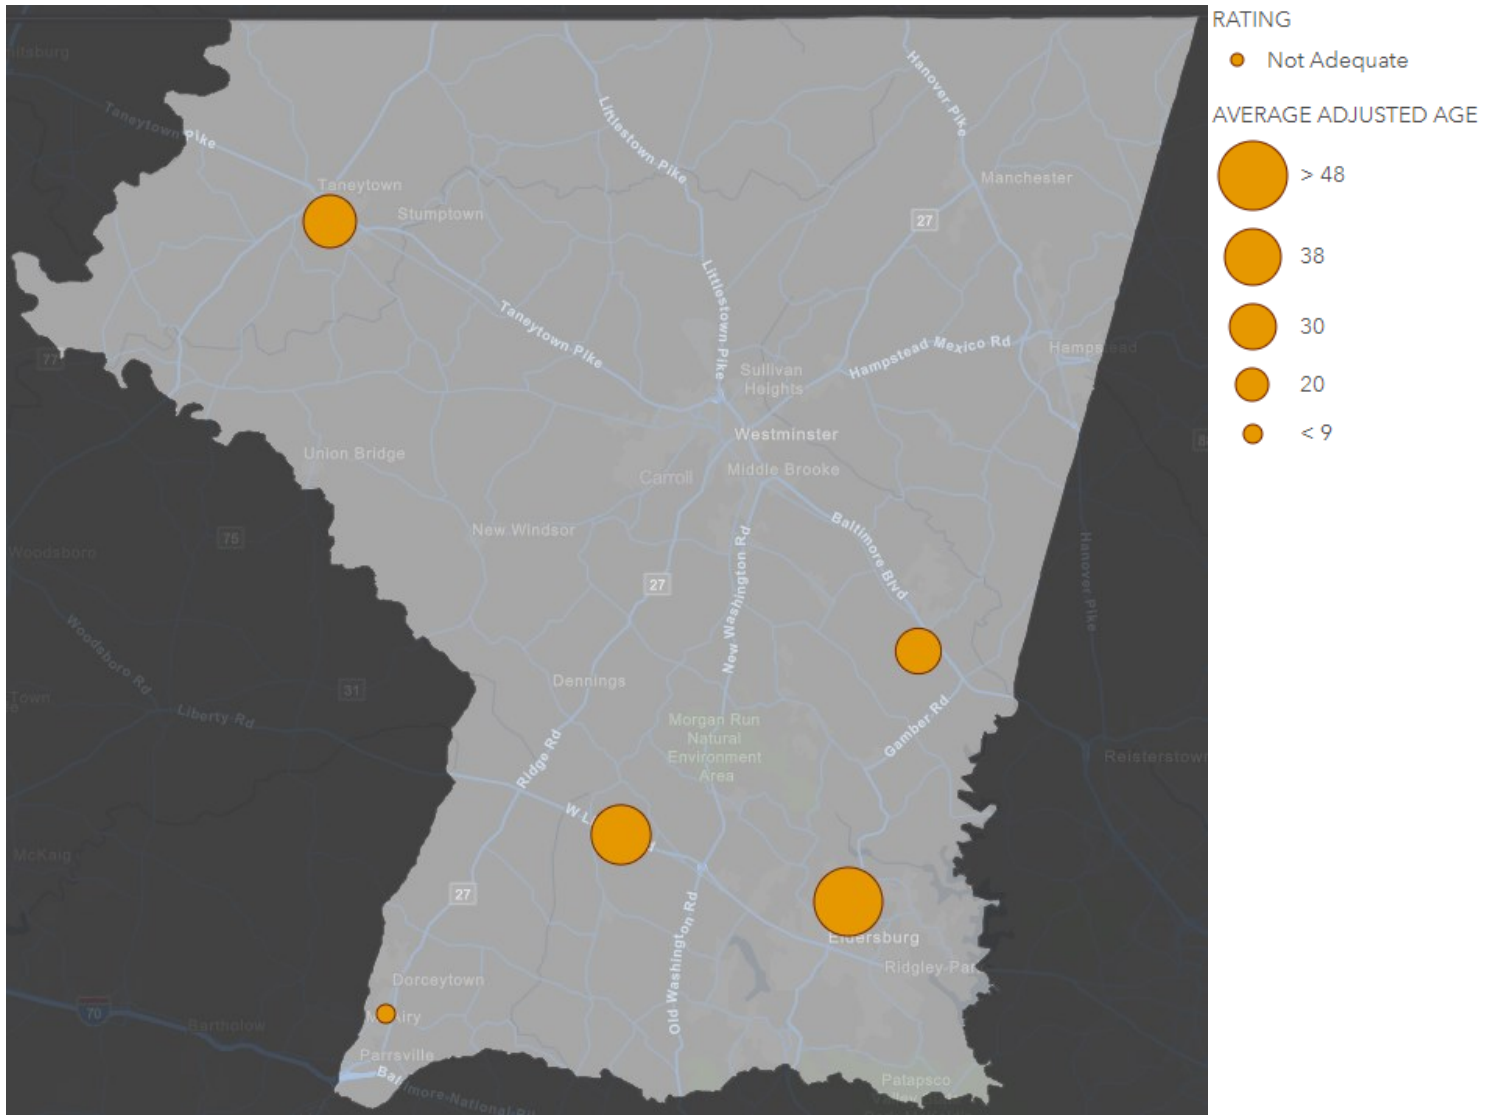 RATING
Not Adequate
AVERAGE ADJUSTED AGE
> 48
38
30
20
< 9
Taneytown Pike
Littlestown Pike
Hanover Pike
Taneytown
Stumptown
Manchester
27
Littlestown Pike
Taneytown Pike
77
Hampstead Mexico Rd
Hampstead
Sullivan
Heights
Westminster
Union Bridge
Carroll
Middle Brooke
New Windsor
75
Woodsboro
Baltimore Blvd
27
New Washington Rd
Hanover Pike
Woodsboro Rd
Dennings
31
Town
Liberty Rd
Morgan Run
Natural
Environment
Area
Gamber Rd
Reisterstown
Ridge Rd
McKaig
27
Old Washington Rd
Eldersburg
Ridgley Par
Dorceytown
70
Bartholow
Parrsville
Patapsco